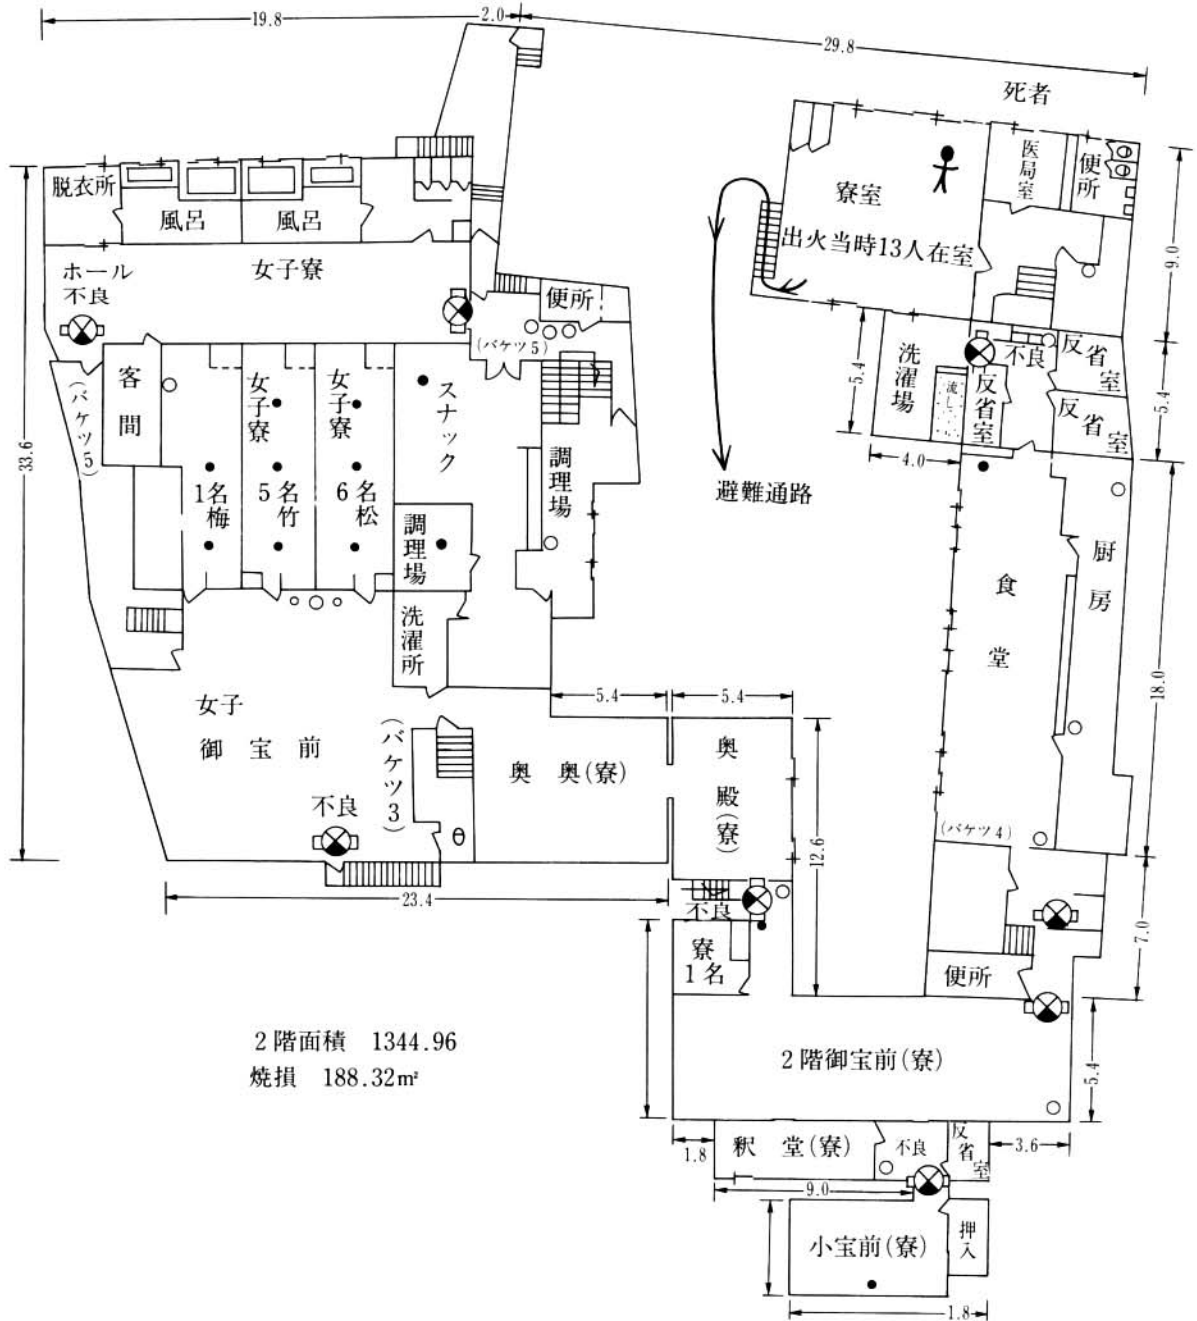 19.8
2.0
29.8
死者
脱衣所
風呂
風呂
医局室
便所
寮室
出火当時13人在室
9.0
ホール
不良
女子寮
便所
(バケツ5)
客間
(バケツ5)
女子寮
女子寮
スナック
1名梅
5名竹
6名松
調理場
調理場
洗濯所
33.6
5.4
洗濯場
流し
反省室
不良
反省室
反省室
5.4
4.0
避難通路
食堂
厨房
18.0
女子
御宝前
(バケツ3)
不良
奥奥(寮)
5.4
5.4
奥殿(寮)
12.6
(バケツ4)
23.4
不良
寮
1名
便所
7.0
2階面積 1344.96
焼損 188.32㎡
2階御宝前(寮)
5.4
1.8
釈堂(寮)
不良
反省室
3.6
9.0
小宝前(寮)
押入
1.8